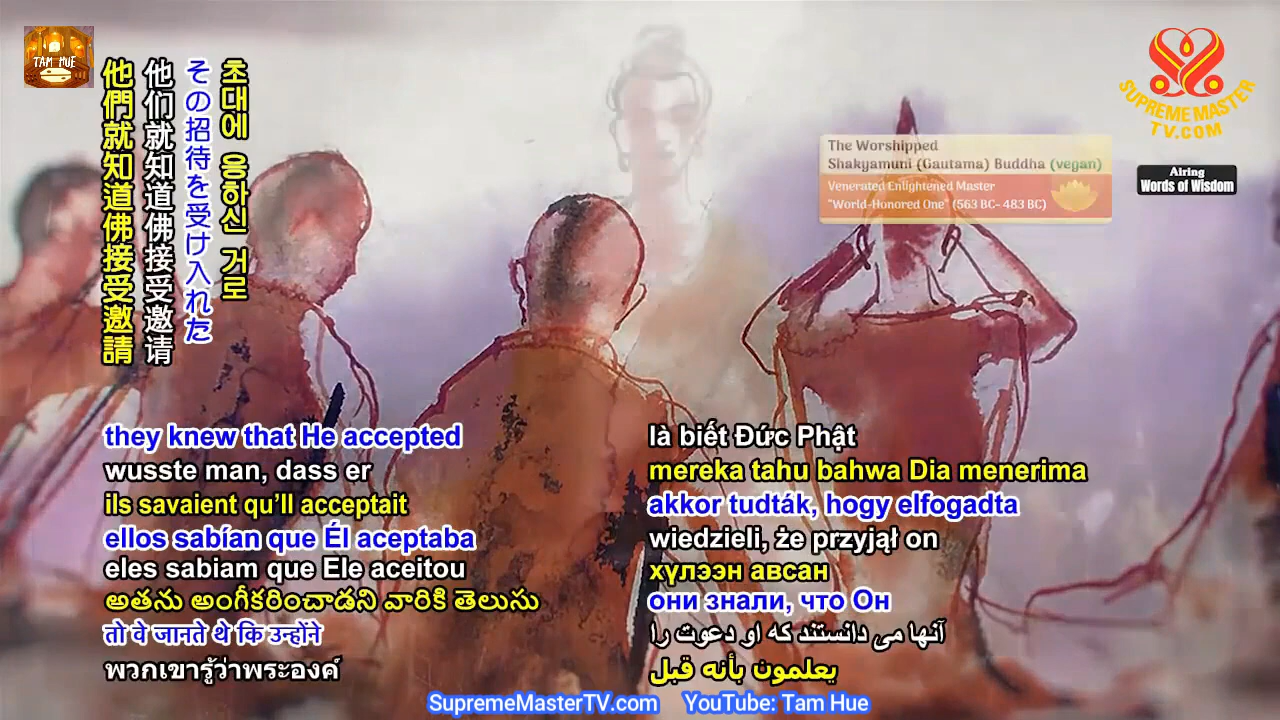 TAM HUE
他們就知道佛接受邀請
他们就知道佛接受邀请
その招待を受け入れた
초대에 응하신 거로
SUPREME MASTER
TV.COM
The Worshipped
Shakyamuni (Gautama) Buddha (vegan)
Venerated Enlightened Master
"World-Honored One" (563 BC- 483 BC)
Airing
Words of Wisdom
they knew that He accepted
wusste man, dass er
ils savaient qu'Il acceptait
ellos sabían que Él aceptaba
eles sabiam que Ele aceitou
అతను అంగీకరించాడని వారికి తెలుసు
तो वे जानते थे कि उन्होंने
พวกเขารู้ว่าพระองค์
là biết Đức Phật
mereka tahu bahwa Dia menerima
akkor tudták, hogy elfogadta
wiedzieli, że przyjął on
хүлээн авсан
они знали, что Он
آنها می دانستند که او دعوت را
يعلمون بأنه قبل
SupremeMasterTV.com YouTube: Tam Hue